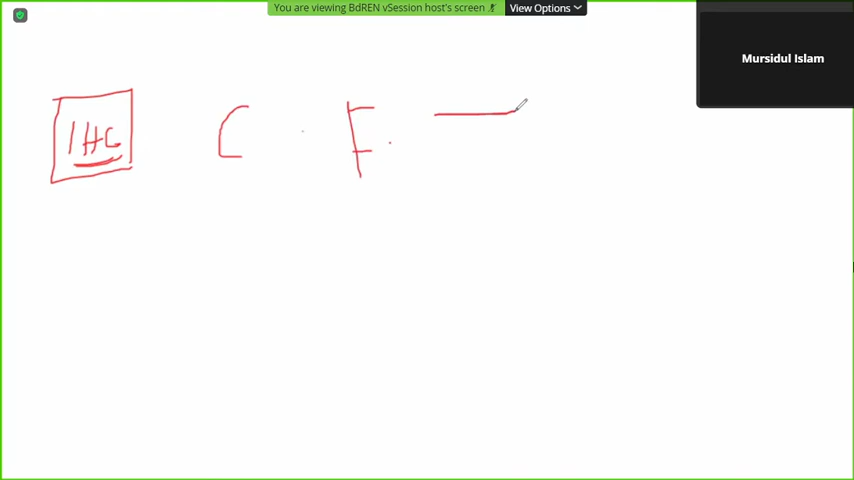 You are viewing BdREN vSession host's screen View Options
Mursidul Islam
IHC C . F .